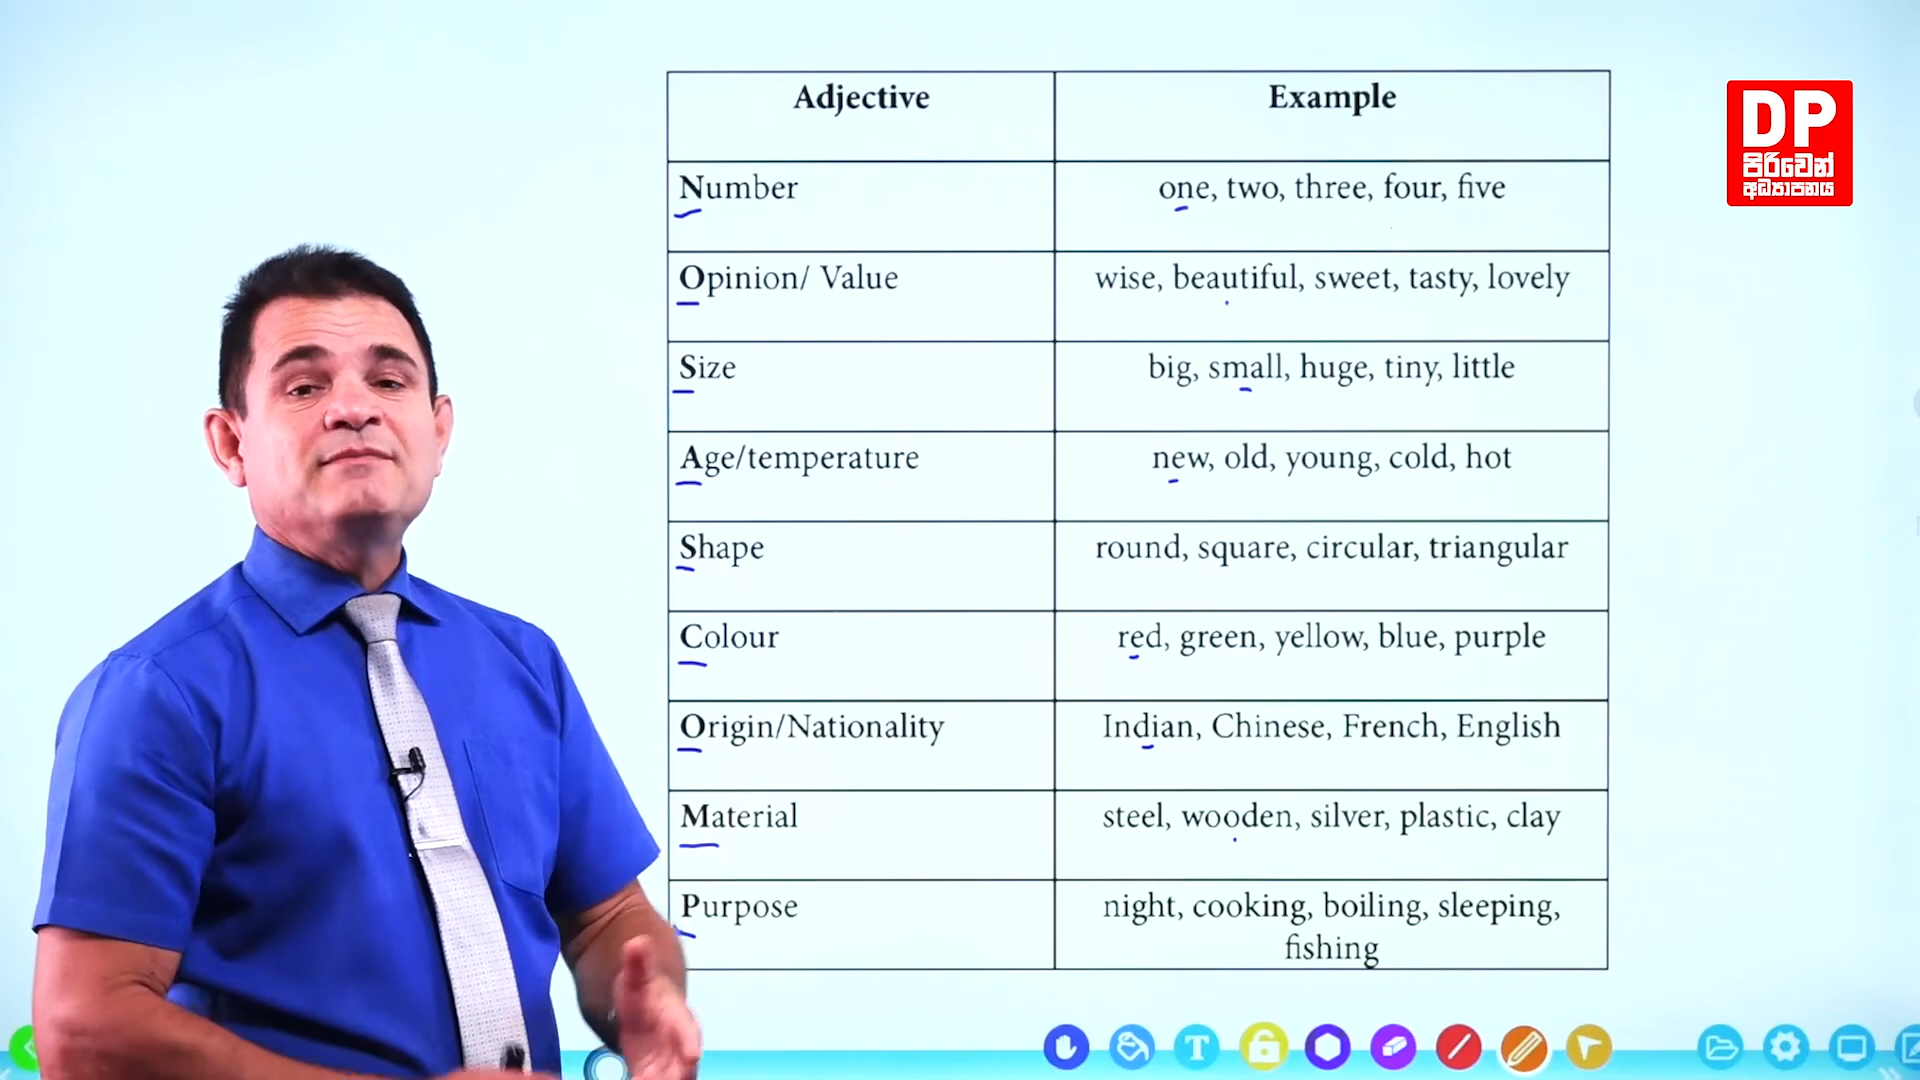 Adjective Example
Number one, two, three, four, five
Opinion/ Value wise, beautiful, sweet, tasty, lovely
Size big, small, huge, tiny, little
Age/temperature new, old, young, cold, hot
Shape round, square, circular, triangular
Colour red, green, yellow, blue, purple
Origin/Nationality Indian, Chinese, French, English
Material steel, wooden, silver, plastic, clay
Purpose night, cooking, boiling, sleeping,
fishing
DP
පිරිවෙන්
අධ්‍යාපනය
T